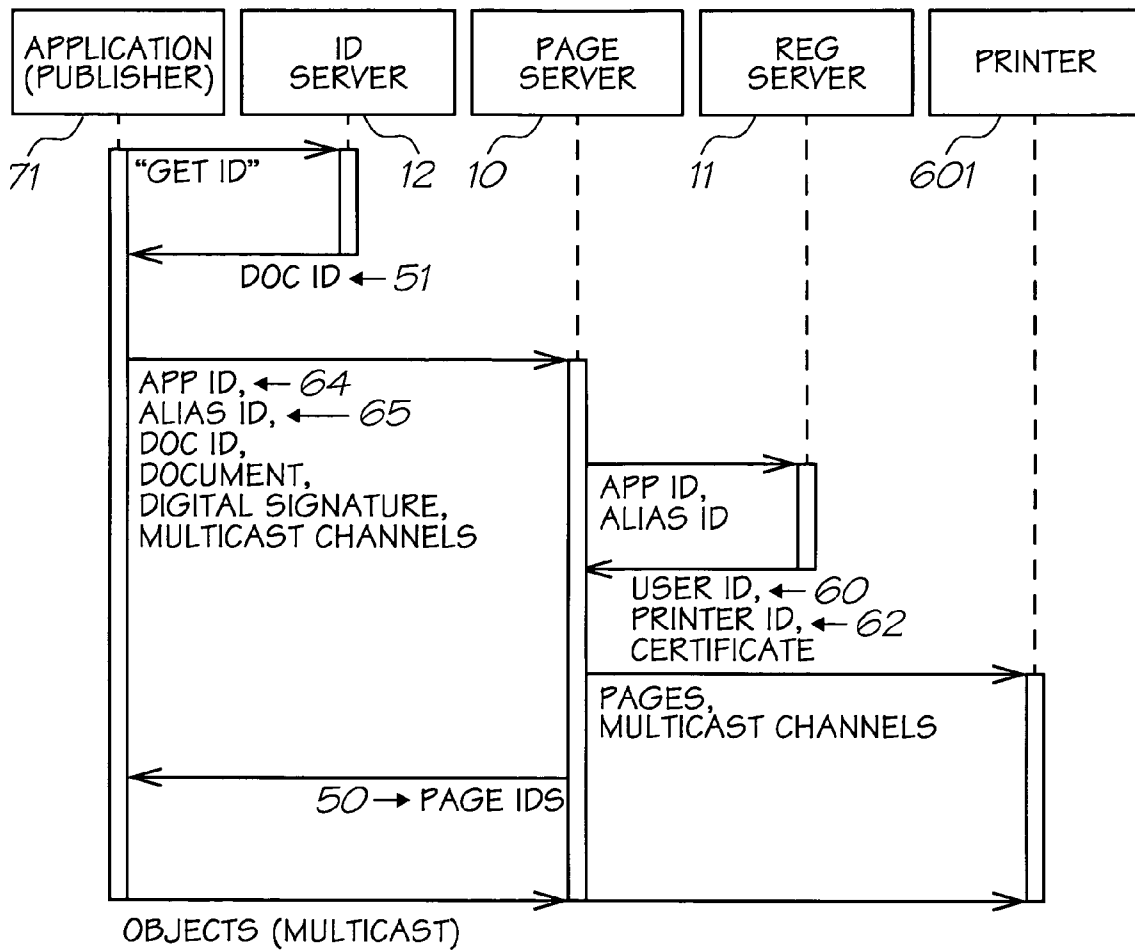 APPLICATION
(PUBLISHER)
ID
SERVER
PAGE
SERVER
REG
SERVER
PRINTER
71
12
10
11
601
“GET ID”
DOC ID
51
APP ID,
64
ALIAS ID,
65
DOC ID,
DOCUMENT,
DIGITAL SIGNATURE,
MULTICAST CHANNELS
APP ID,
ALIAS ID
USER ID,
60
PRINTER ID,
62
CERTIFICATE
PAGES,
MULTICAST CHANNELS
50
PAGE IDS
OBJECTS (MULTICAST)